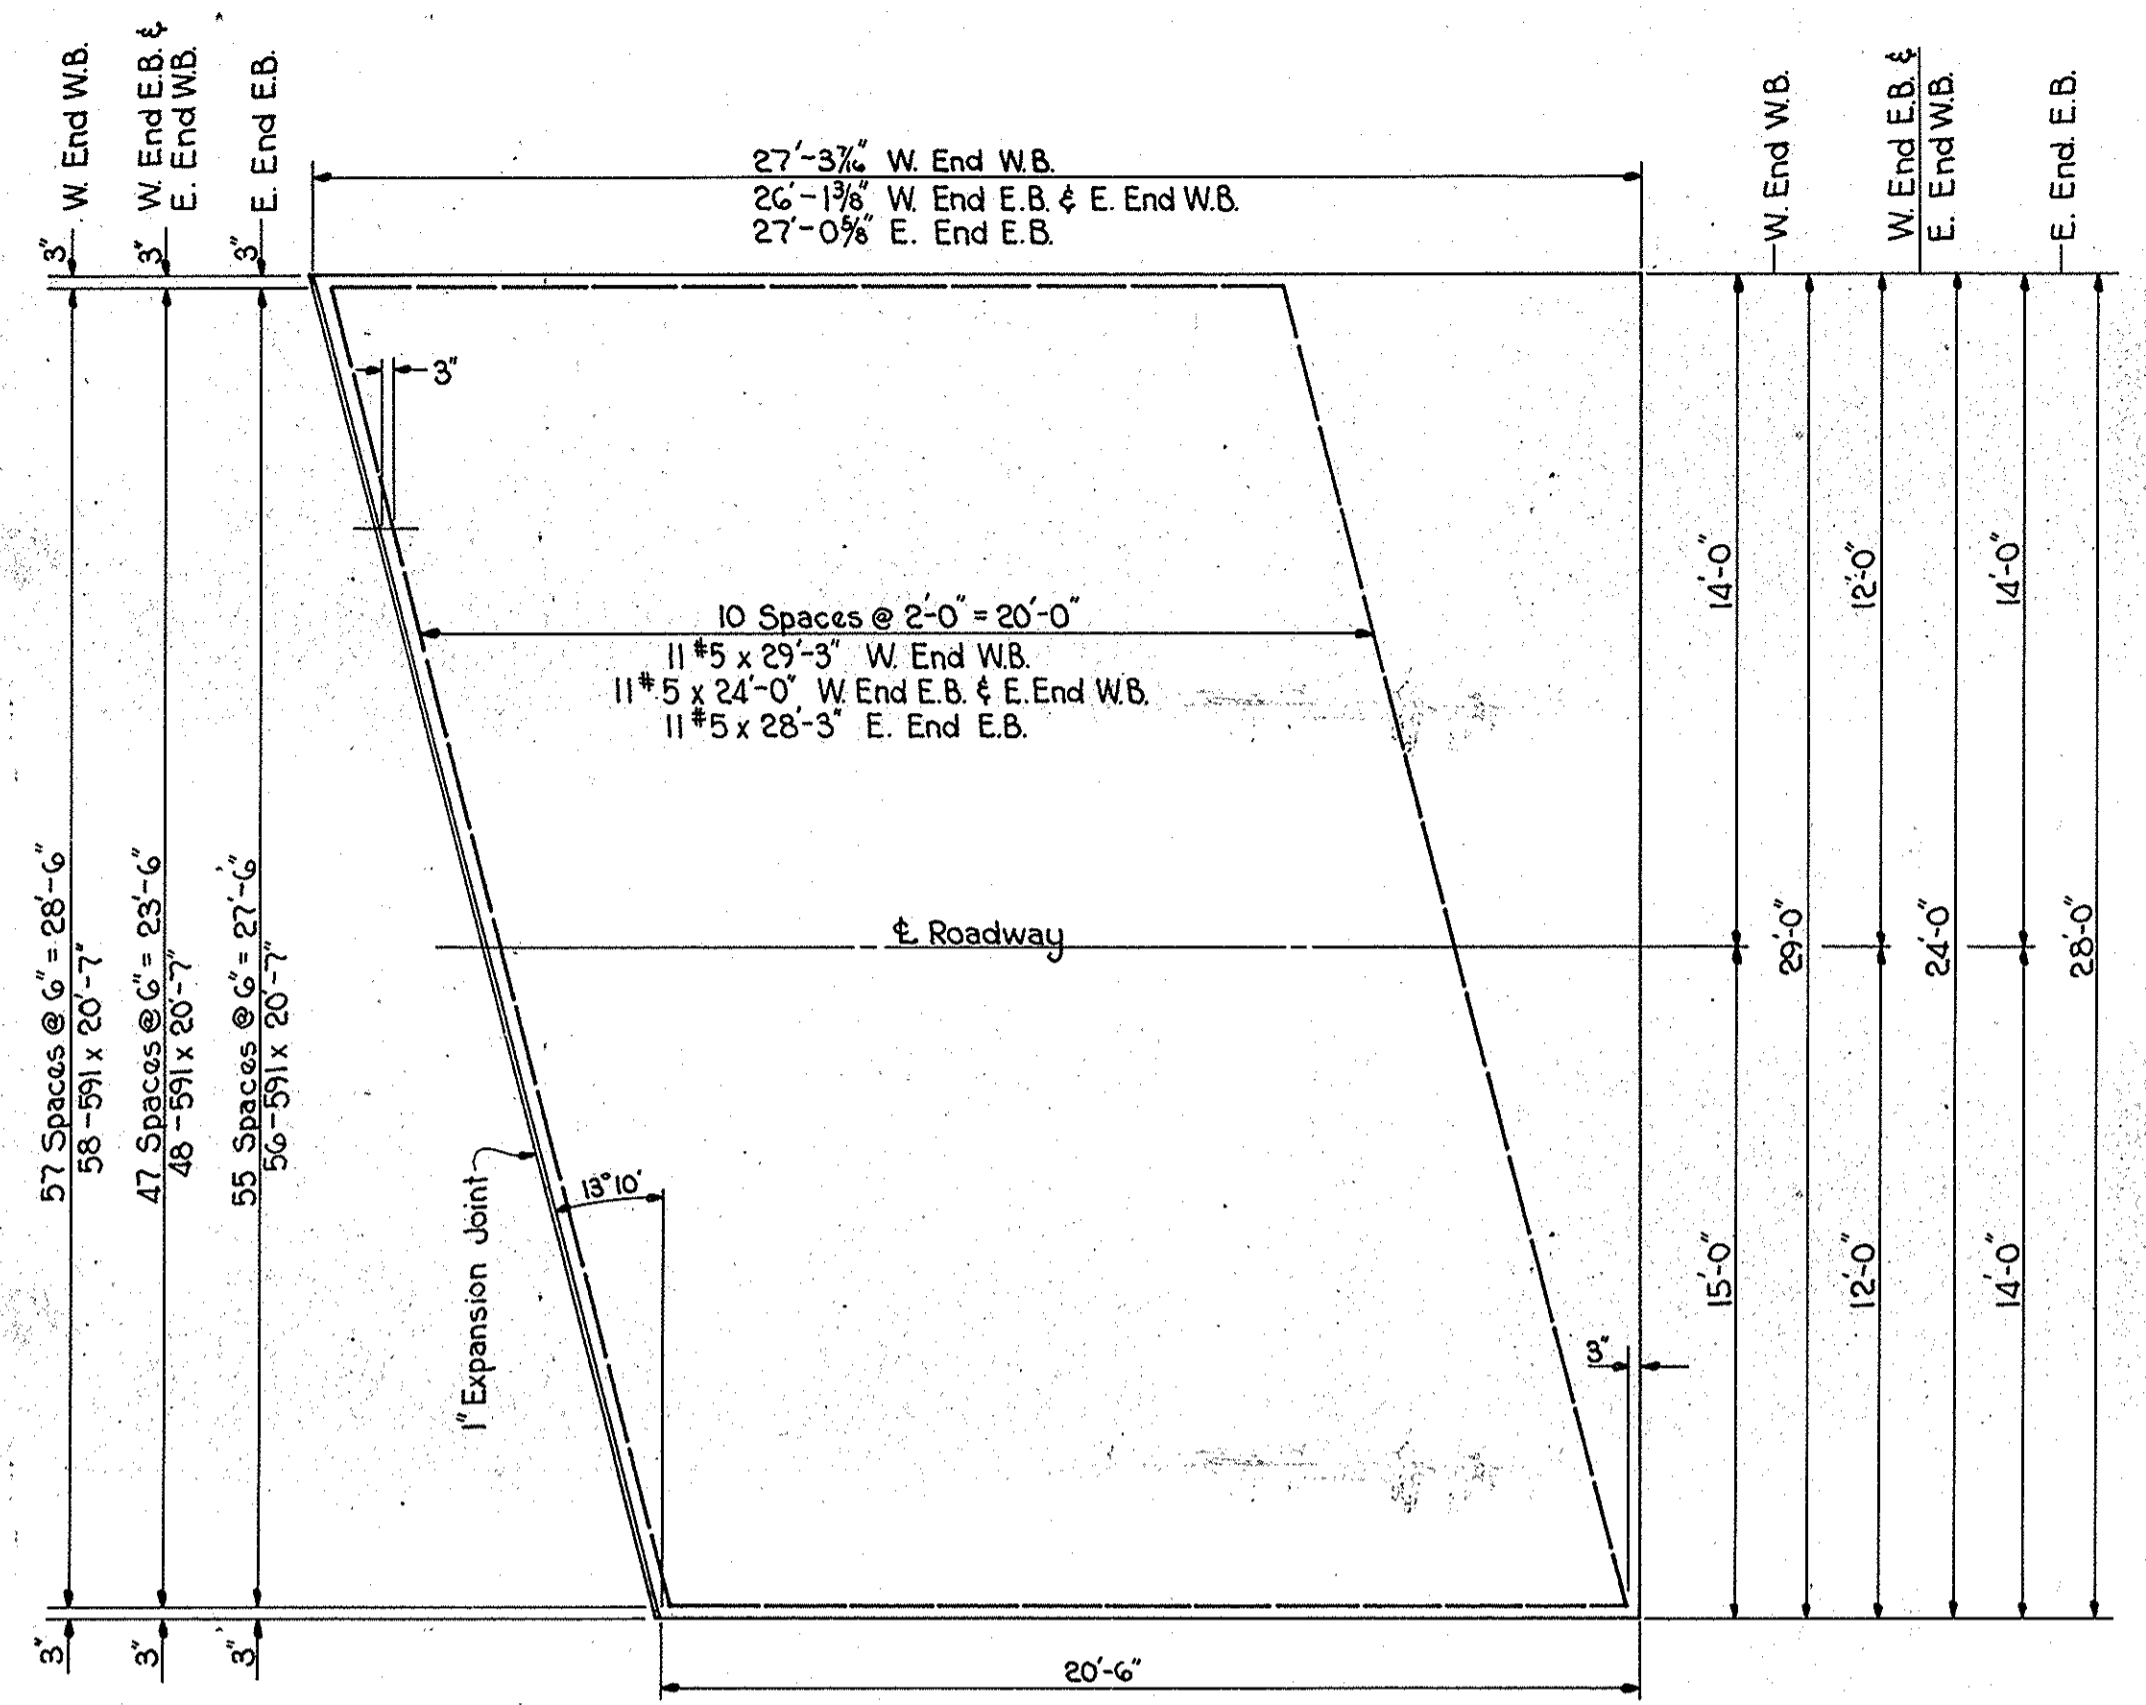 3" W. End W.B.
3" W. End E.B. &
E. End W.B.
3" E. End E.B.
27'-3 7/16" W. End W.B.
26'-1 3/8" W. End E.B. & E. End W.B.
27'-0 5/8" E. End E.B.
W. End W.B.
W. End E.B. &
E. End W.B.
E. End. E.B.
3"
10 Spaces @ 2'-0" = 20'-0"
11 #5 x 29'-3" W. End W.B.
11 #5 x 24'-0" W. End E.B. & E. End W.B.
11 #5 x 28'-3" E. End E.B.
14'-0"
12'-0"
14'-0"
57 Spaces @ 6" = 28'-6"
58 - 591 x 20'-7"
47 Spaces @ 6" = 23'-6"
48 - 591 x 20'-7"
55 Spaces @ 6" = 27'-6"
56 - 591 x 20'-7"
℄ Roadway
29'-0"
24'-0"
28'-0"
1" Expansion Joint
13°10'
15'-0"
12'-0"
14'-0"
3"
3"
3"
3"
20'-6"